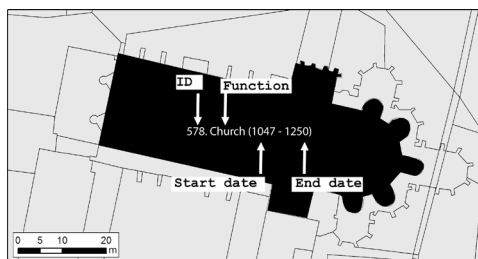 ID
Function
578. Church (1047 - 1250)
Start date
End date
0 5 10 20
m